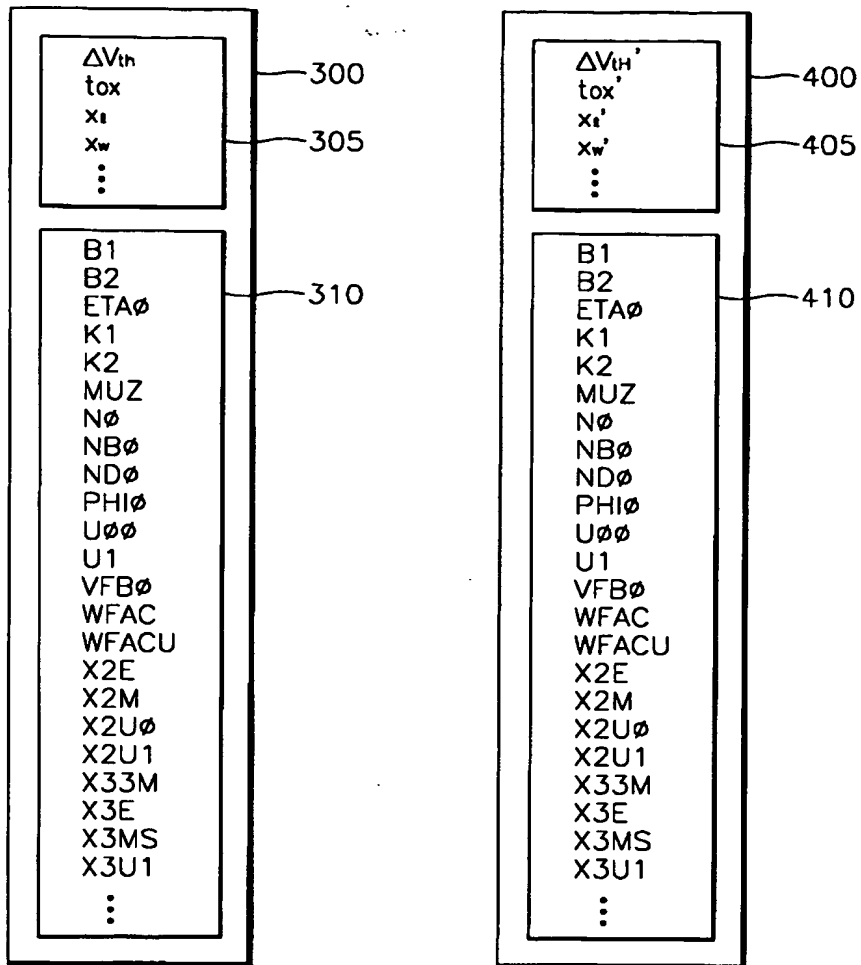 ΔVth
tox
xℓ
xw
⋮
300
305
B1
B2
ETAØ
K1
K2
MUZ
NØ
NBØ
NDØ
PHIØ
UØØ
U1
VFBØ
WFAC
WFACU
X2E
X2M
X2UØ
X2U1
X33M
X3E
X3MS
X3U1
⋮
310
ΔVtH'
tox'
xℓ'
xw'
⋮
400
405
B1
B2
ETAØ
K1
K2
MUZ
NØ
NBØ
NDØ
PHIØ
UØØ
U1
VFBØ
WFAC
WFACU
X2E
X2M
X2UØ
X2U1
X33M
X3E
X3MS
X3U1
⋮
410